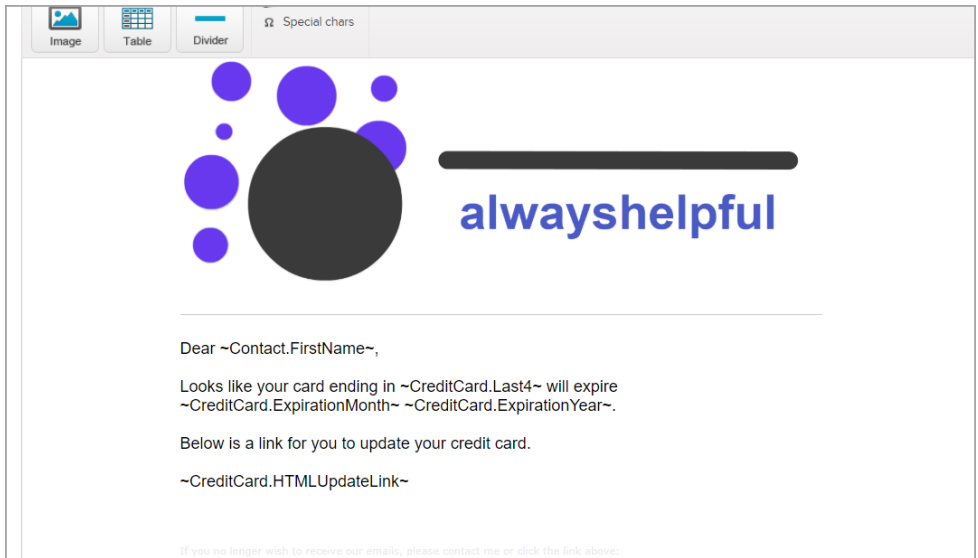 Image
Table
Divider
Ω Special chars
alwayshelpful
Dear ~Contact.FirstName~,
Looks like your card ending in ~CreditCard.Last4~ will expire
~CreditCard.ExpirationMonth~ ~CreditCard.ExpirationYear~.
Below is a link for you to update your credit card.
~CreditCard.HTMLUpdateLink~
If you no longer wish to receive our emails, please contact me or click the link above: